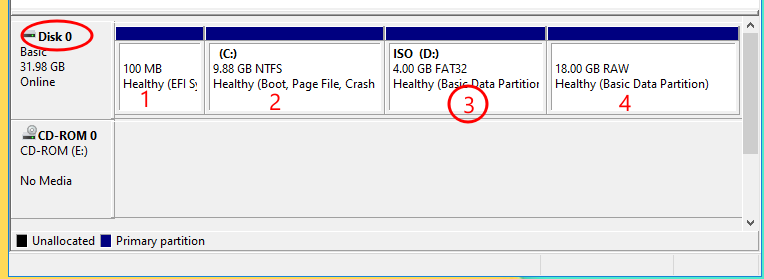 Disk 0
Basic
31.98 GB
Online
100 MB
Healthy (EFI Sy
1
(C:)
9.88 GB NTFS
Healthy (Boot, Page File, Crash
2
ISO (D:)
4.00 GB FAT32
Healthy (Basic Data Partition
3
18.00 GB RAW
Healthy (Basic Data Partition)
4
CD-ROM 0
CD-ROM (E:)
No Media
Unallocated Primary partition